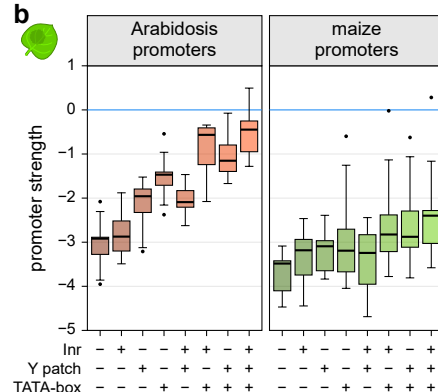 b
Arabidosis promoters
maize promoters
promoter strength
1
0
−1
−2
−3
−4
−5
Inr − + − − + + − + − + − − + + − +
Y patch − − + − + − + + − − + − + − + +
TATA-box − − − + − + + + − − − + − + + +